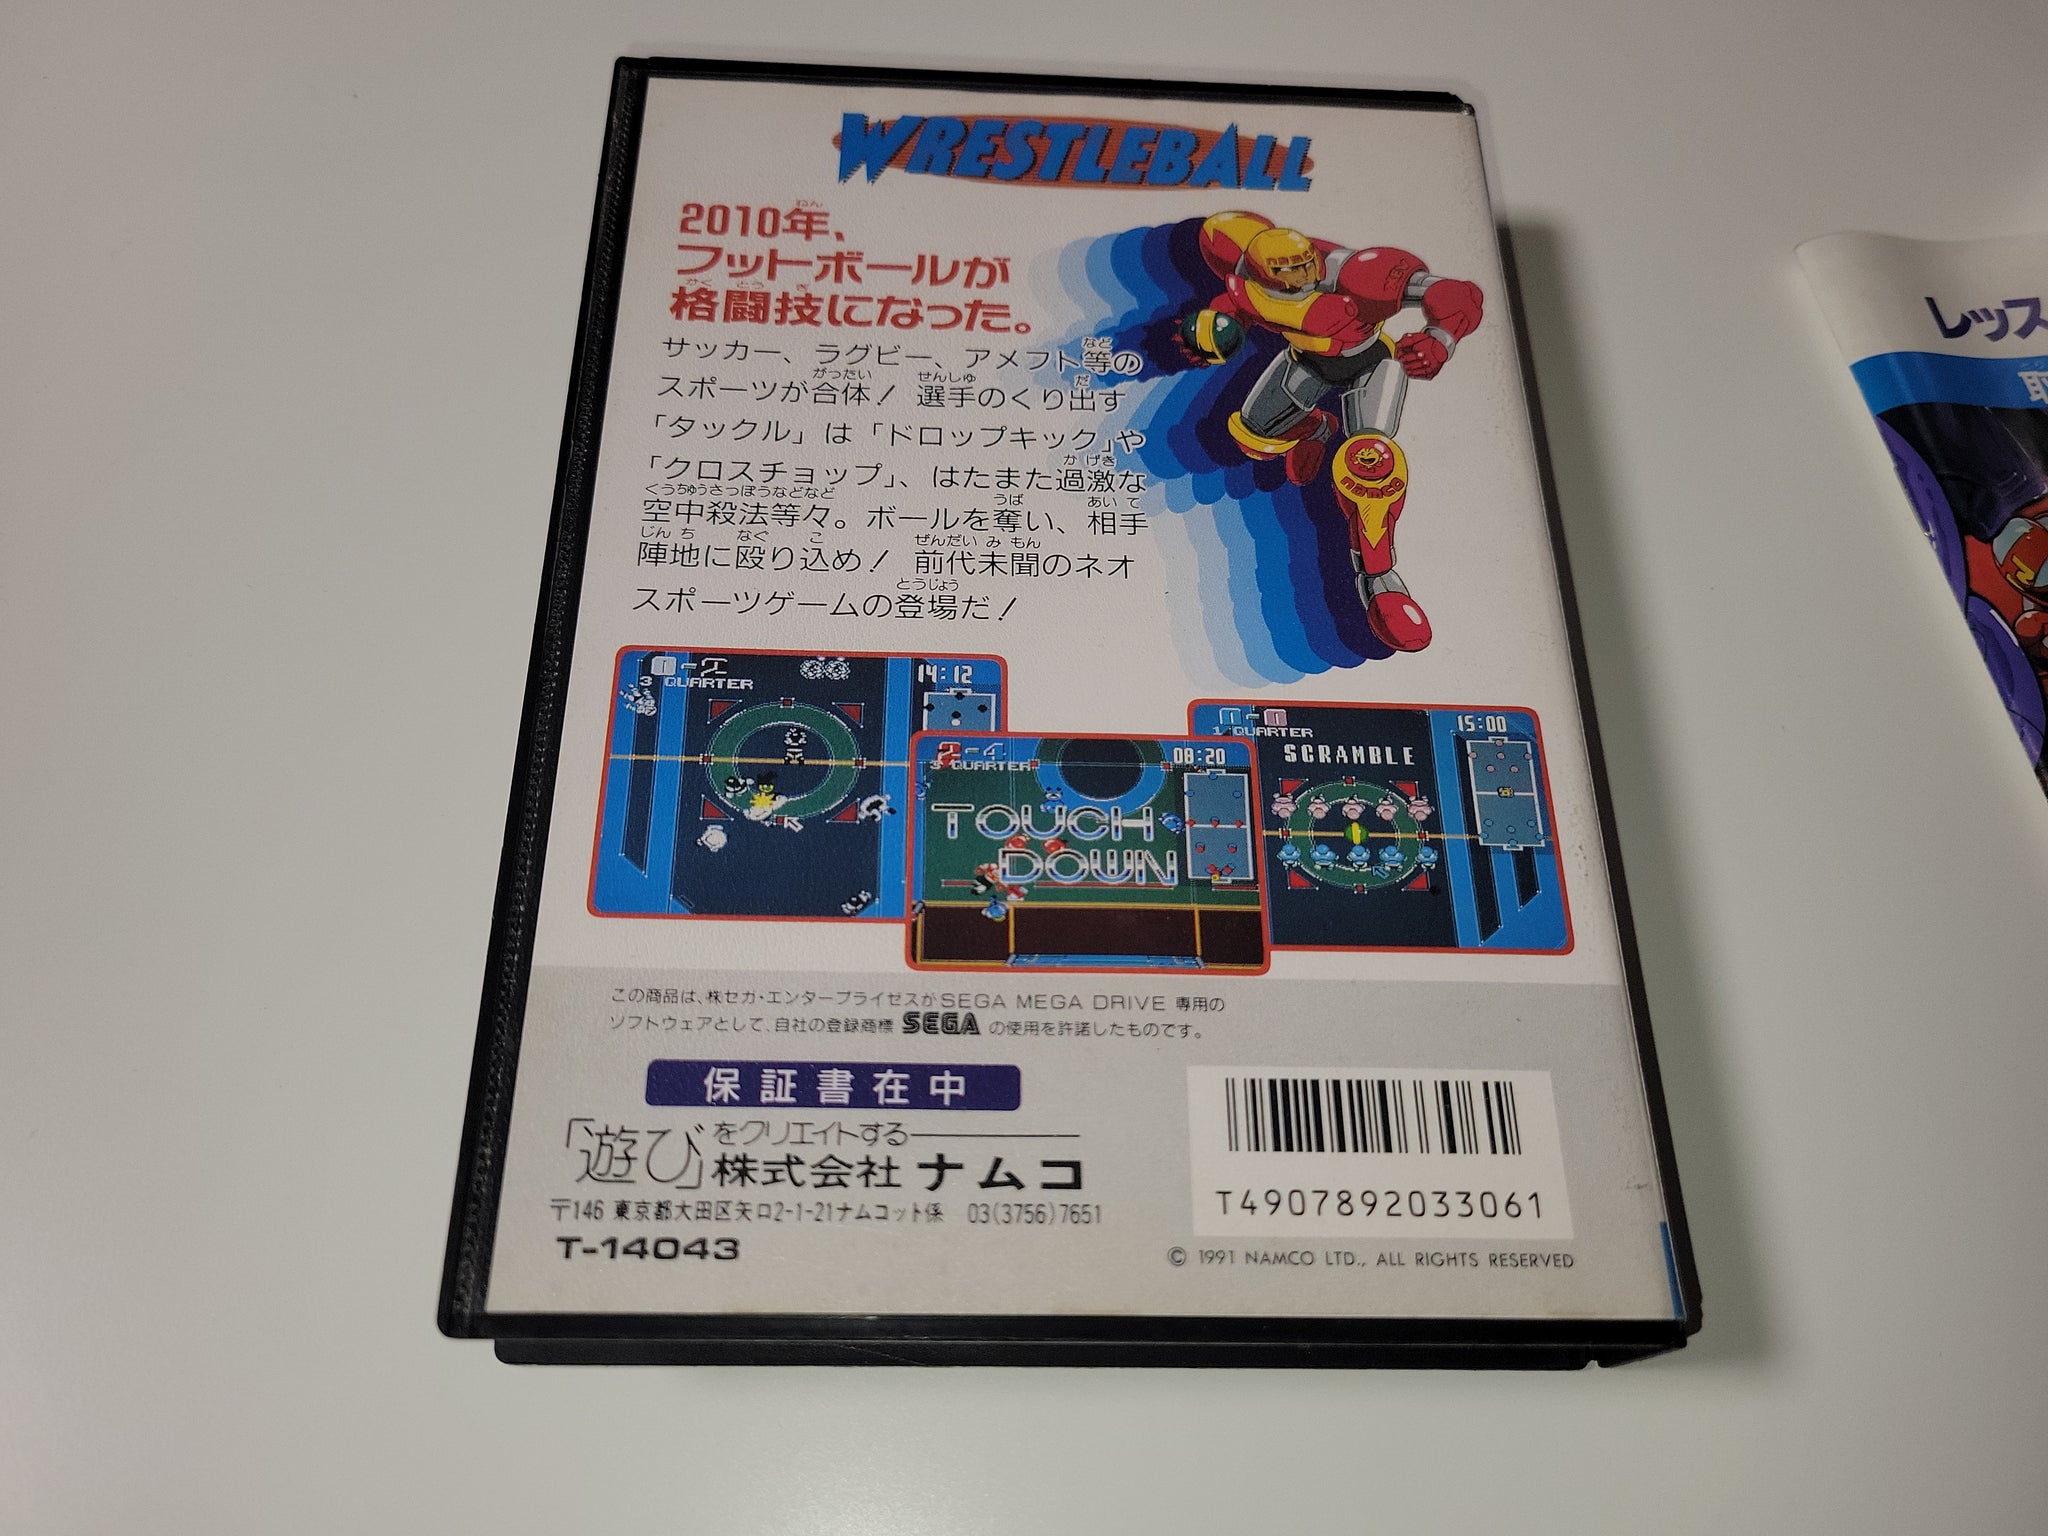 WRESTLEBALL
2010年、
フットボールが
格闘技になった。
サッカー、ラグビー、アメフト等の
スポーツが合体！ 選手のくり出す
「タックル」は「ドロップキック」や
「クロスチョップ」、はたまた過激な
空中殺法等々。ボールを奪い、相手
陣地に殴り込め！ 前代未聞のネオ
スポーツゲームの登場だ！
namco
namco
0-2
3 QUARTER
14:12
2-4
3 QUARTER
08:20
TOUCH
DOWN
0-0
1 QUARTER
15:00
SCRAMBLE
この商品は、株セガ・エンタープライゼスがSEGA MEGA DRIVE 専用の
ソフトウェアとして、自社の登録商標 SEGA の使用を許諾したものです。
保証書在中
「遊び」をクリエイトする
株式会社ナムコ
〒146 東京都大田区矢口2-1-21ナムコット係 03(3756)7651
T-14043
T4907892033061
© 1991 NAMCO LTD., ALL RIGHTS RESERVED
レッス
取